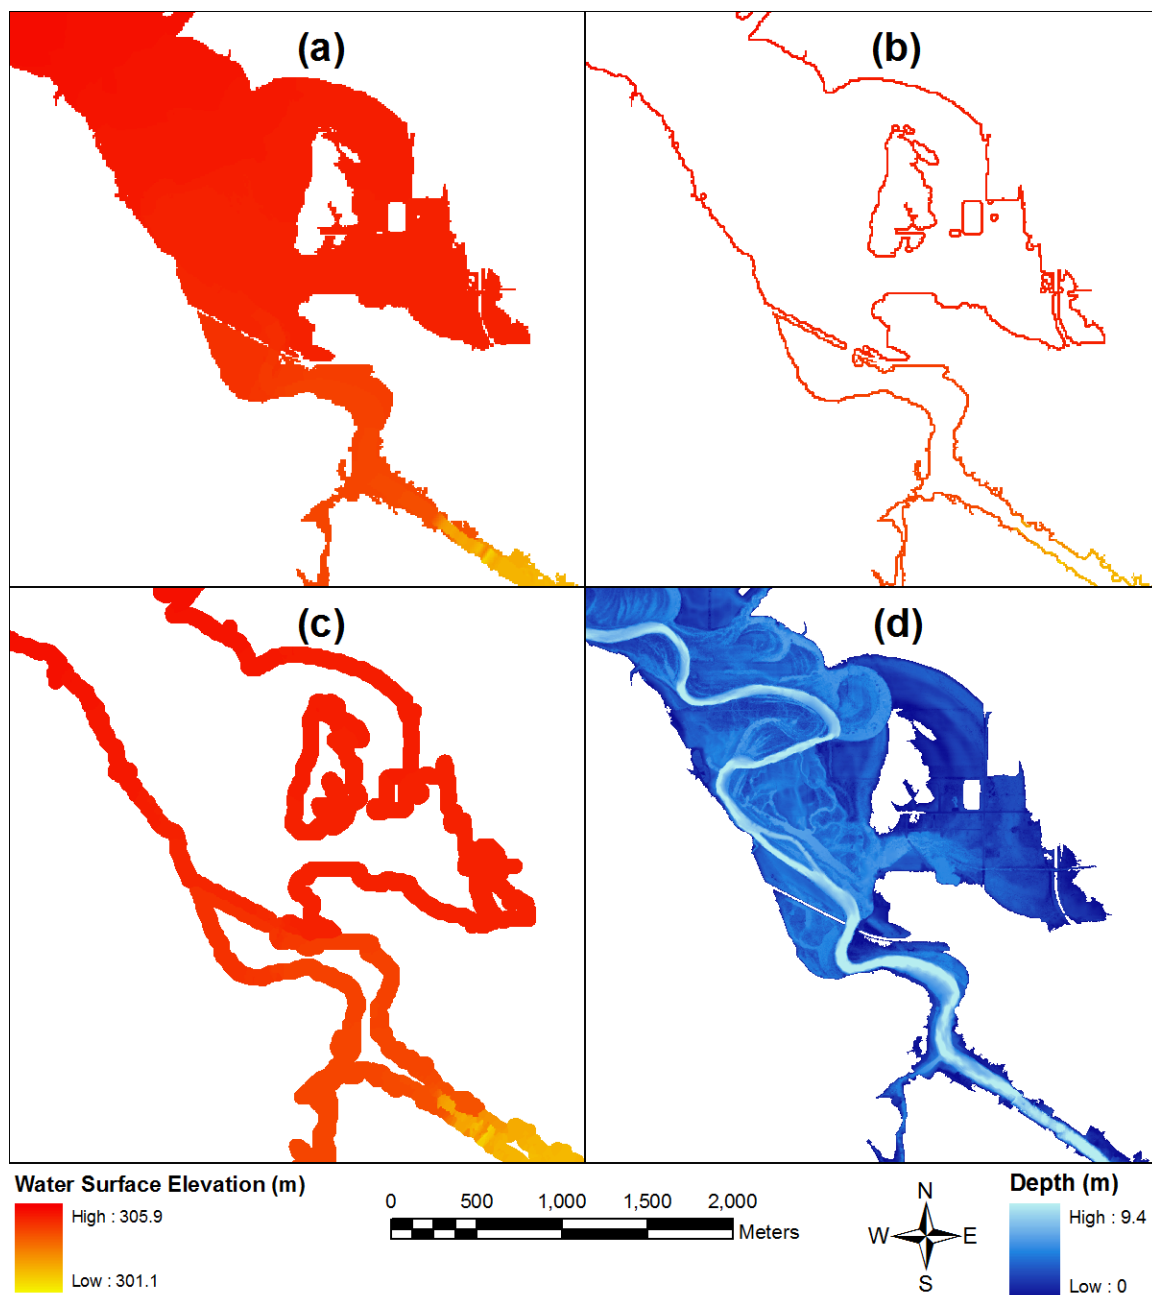 (a)
(b)
(c)
(d)
Water Surface Elevation (m)
High : 305.9
Low : 301.1
0 500 1,000 1,500 2,000
Meters
N
W E
S
Depth (m)
High : 9.4
Low : 0